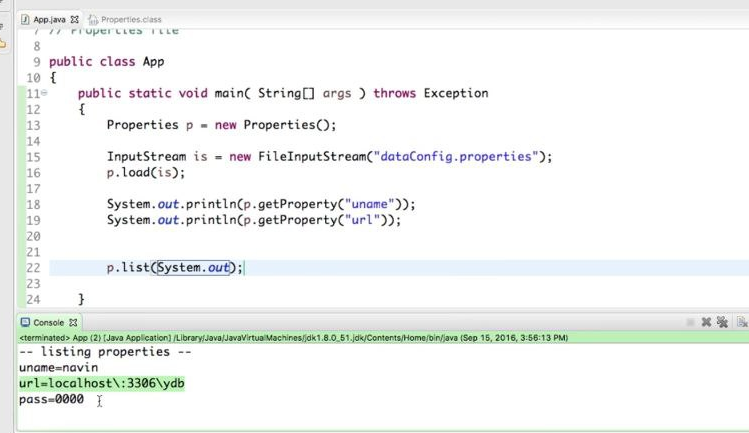 App.java
Properties.class
7 // Properties file
8
9 public class App
10 {
11 public static void main( String[] args ) throws Exception
12 {
13 Properties p = new Properties();
14
15 InputStream is = new FileInputStream("dataConfig.properties");
16 p.load(is);
17
18 System.out.println(p.getProperty("uname"));
19 System.out.println(p.getProperty("url"));
20
21
22 p.list(System.out);
23
24 }
Console
<terminated> App (2) [Java Application] /Library/Java/JavaVirtualMachines/jdk1.8.0_51.jdk/Contents/Home/bin/java (Sep 15, 2016, 3:56:13 PM)
-- listing properties --
uname=navin
url=localhost\:3306\ydb
pass=0000